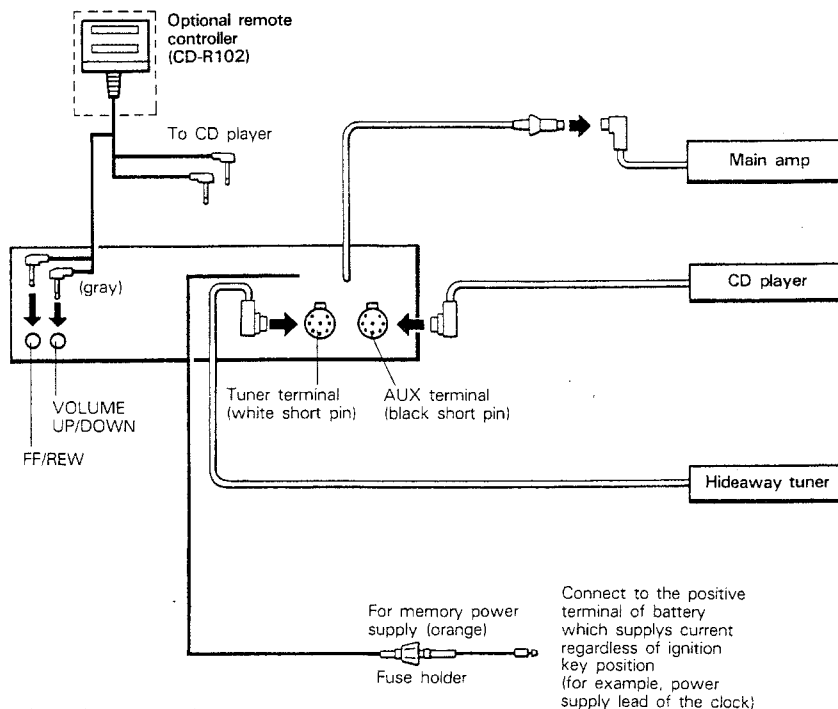 Optional remote
controller
(CD-R102)
To CD player
Main amp
(gray)
CD player
Tuner terminal
(white short pin)
AUX terminal
(black short pin)
VOLUME
UP/DOWN
FF/REW
Hideaway tuner
For memory power
supply (orange)
Fuse holder
Connect to the positive
terminal of battery
which supplys current
regardless of ignition
key position
(for example, power
supply lead of the clock)